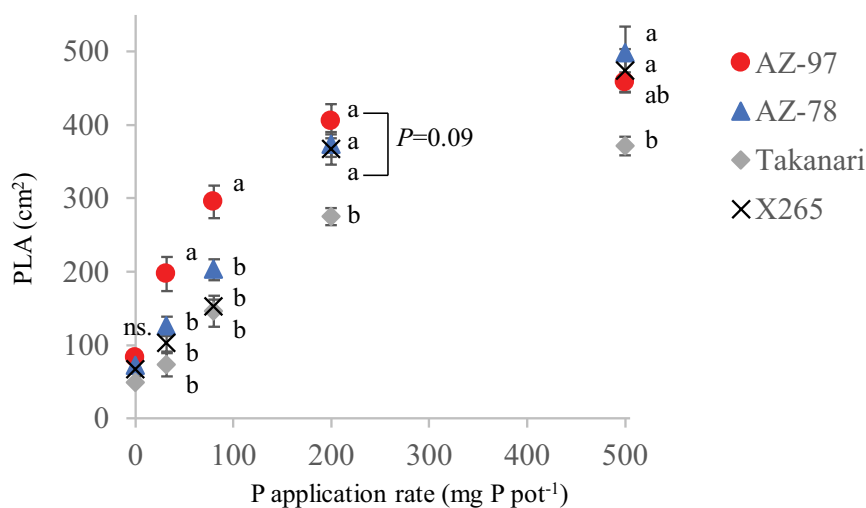 500
400
300
200
100
0
PLA (cm²)
0 100 200 300 400 500
P application rate (mg P pot⁻¹)
ns.
a
b
b
b
a
b
b
b
a
a
a
b
P=0.09
a
a
ab
b
AZ-97
AZ-78
Takanari
X265